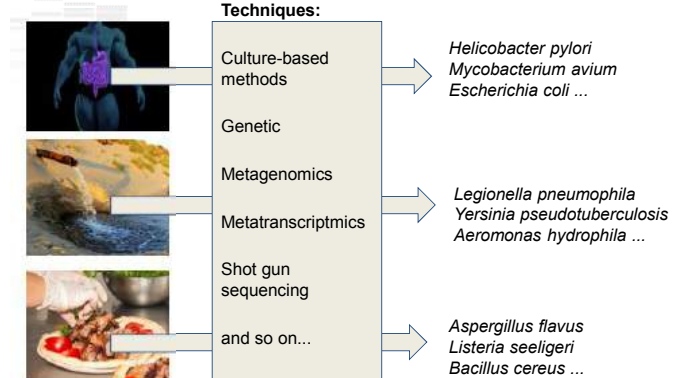 Techniques:
Culture-based
methods
Genetic
Metagenomics
Metatranscriptmics
Shot gun
sequencing
and so on...
Helicobacter pylori
Mycobacterium avium
Escherichia coli ...
Legionella pneumophila
Yersinia pseudotuberculosis
Aeromonas hydrophila ...
Aspergillus flavus
Listeria seeligeri
Bacillus cereus ...